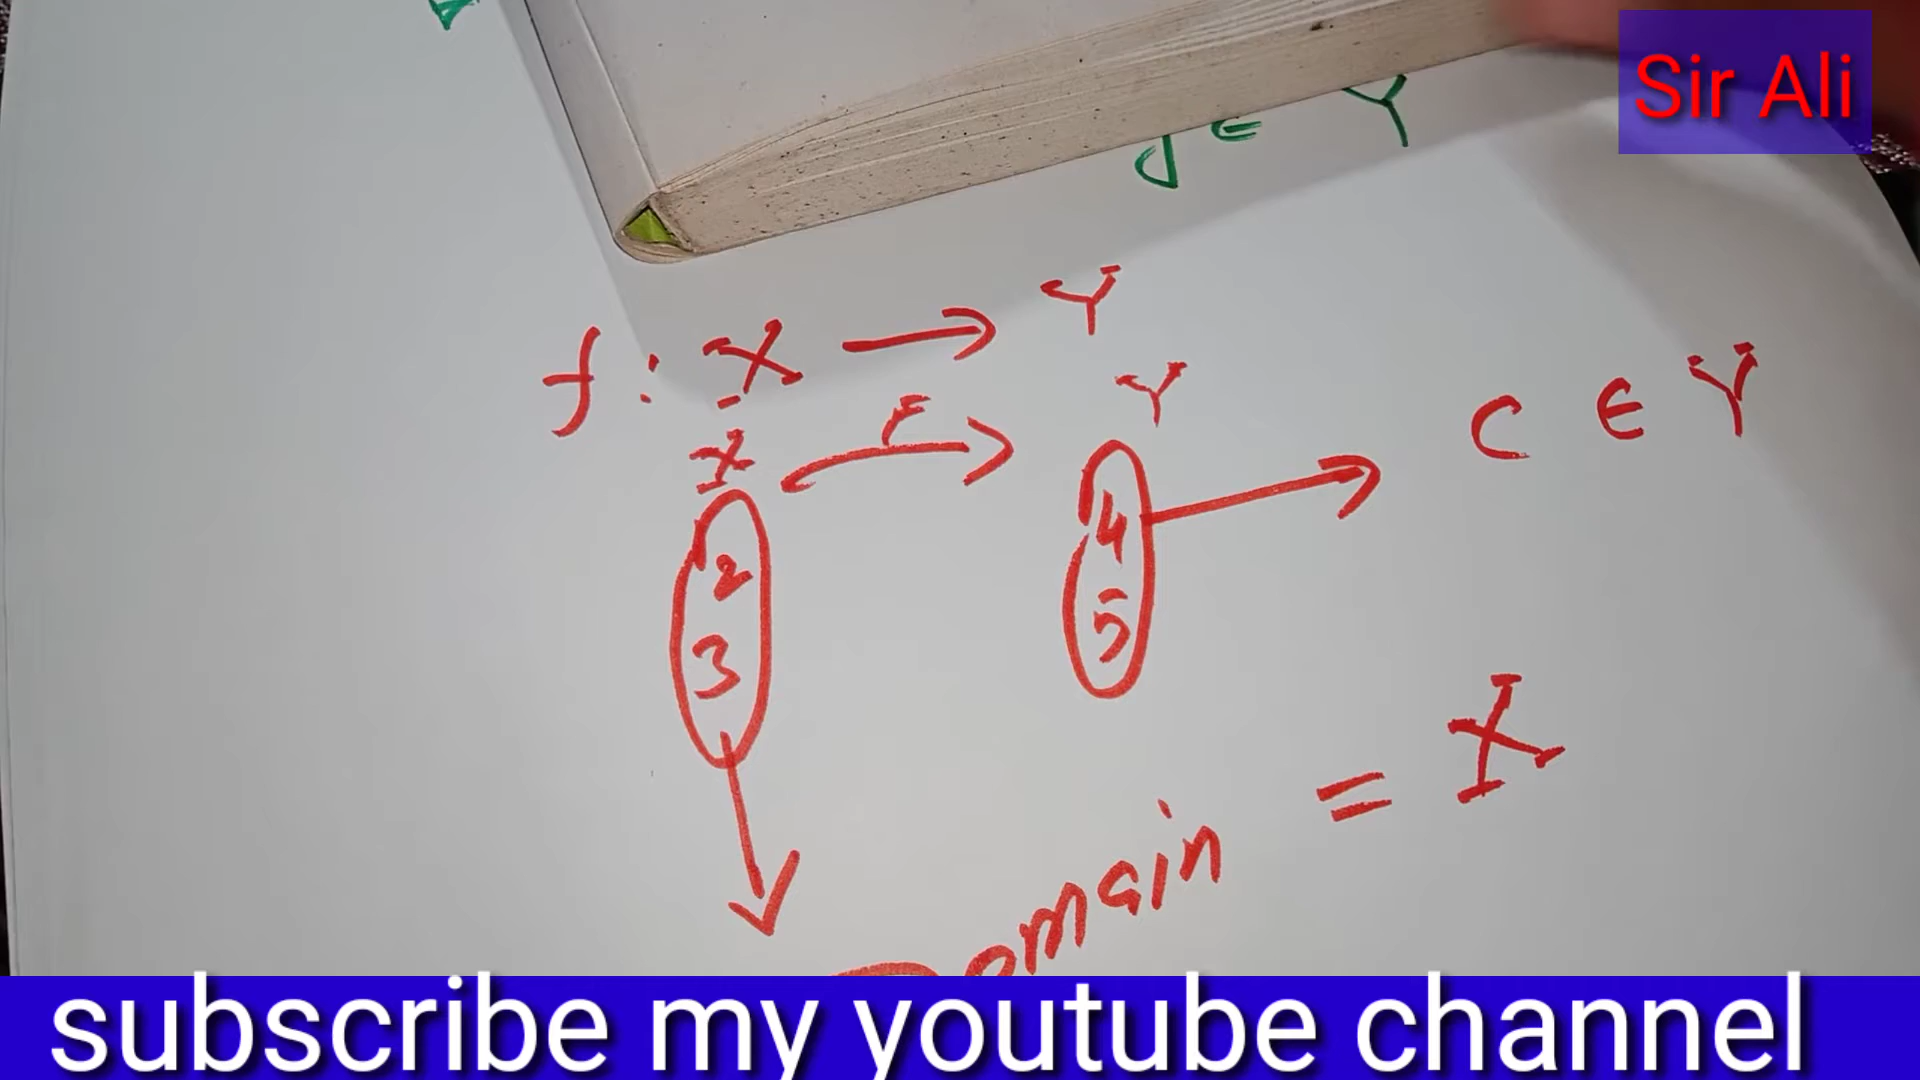 Sir Ali
y ∈ Y
f : X → Y
X F → Y
2
3
4
5
→ C ∈ Y
Domain = X
subscribe my youtube channel